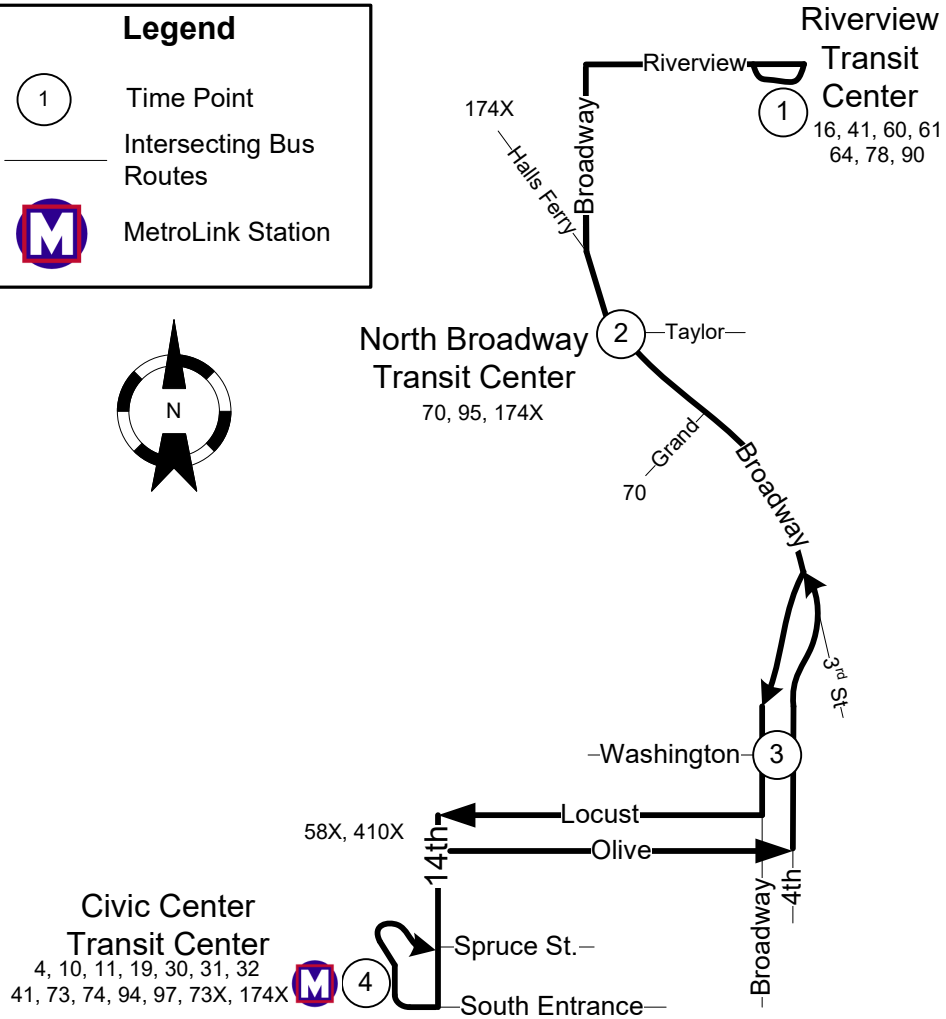 Legend
1
Time Point
Intersecting Bus
Routes
M
MetroLink Station
N
Riverview
Transit
Center
1
16, 41, 60, 61
64, 78, 90
Riverview
Broadway
174X
Halls Ferry
North Broadway
Transit Center
70, 95, 174X
2
Taylor
Grand
70
Broadway
3rd St
Washington
3
Locust
Olive
58X, 410X
14th
Broadway
4th
Civic Center
Transit Center
4, 10, 11, 19, 30, 31, 32
41, 73, 74, 94, 97, 73X, 174X
M
4
Spruce St.
South Entrance